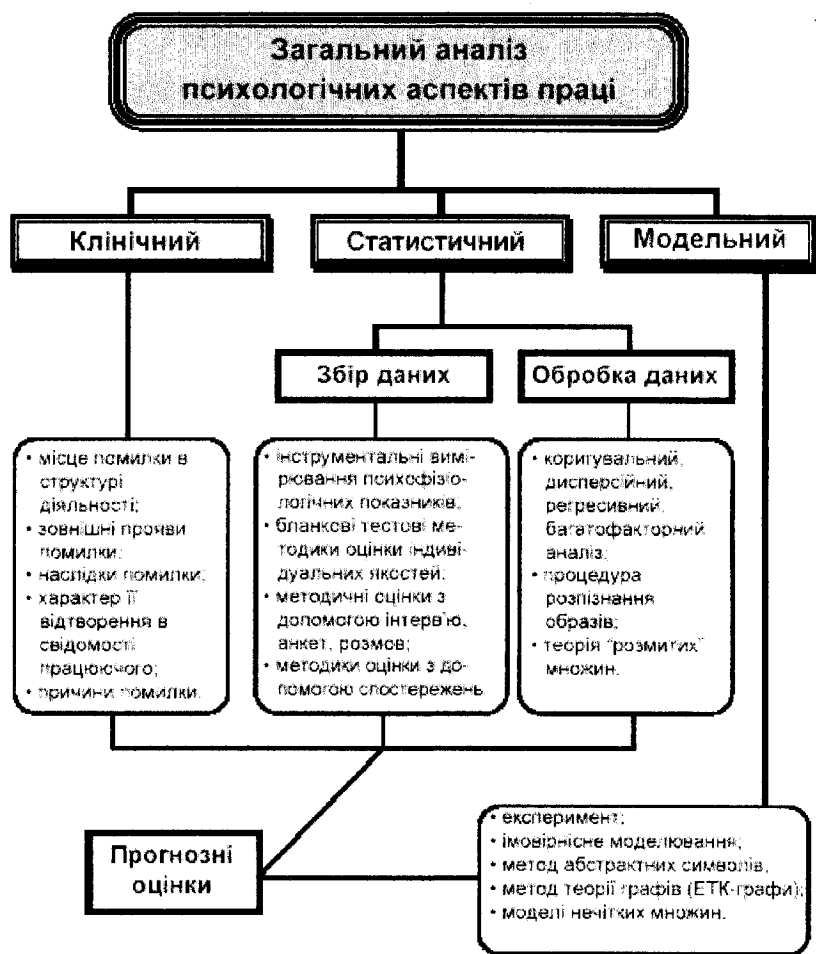 Загальний аналіз
психологічних аспектів праці
Клінічний
Статистичний
Модельний
Збір даних
Обробка даних
• місце помилки в
структурі
діяльності;
• зовнішні прояви
помилки;
• наслідки помилки;
• характер її
відтворення в
свідомості
працюючого;
• причини помилки.
• інструментальні вимі-
рювання психофізіо-
логічних показників;
• бланкові тестові ме-
тодики оцінки індиві-
дуальних якостей;
• методичні оцінки з
допомогою інтерв'ю,
анкет, розмов;
• методики оцінки з до-
помогою спостережень
• коригувальний,
дисперсійний,
регресивний,
багатофакторний
аналіз;
• процедура
розпізнання
образів;
• теорія "розмитих"
множин.
Прогнозні
оцінки
• експеримент;
• імовірнісне моделювання;
• метод абстрактних символів,
• метод теорії графів (ЕТК-графи);
• моделі нечітких множин.